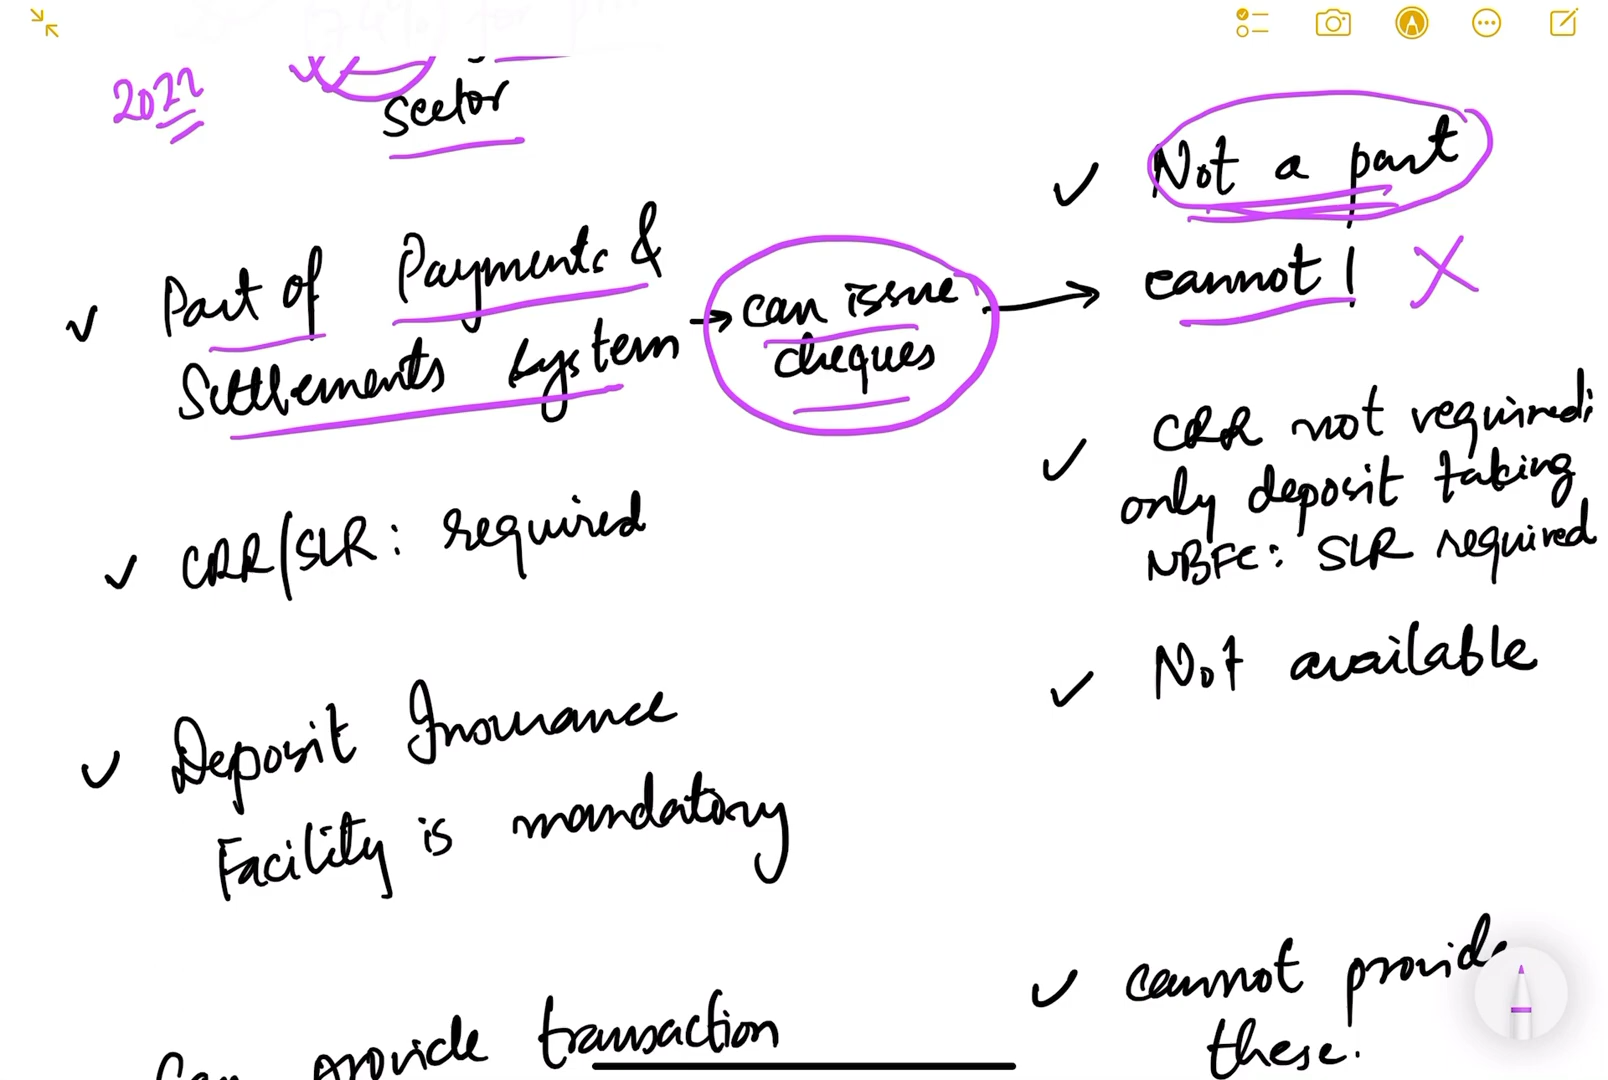 2022
sector
✓ Not a part
✓ Part of Payments &
Settlements system
→ can issue
cheques
→ cannot! X
✓ CRR not required;
only deposit taking
NBFC: SLR required
✓ CRR/SLR: required
✓ Not available
✓ Deposit Insurance
Facility is mandatory
✓ cannot provide
these.
Can provide transaction